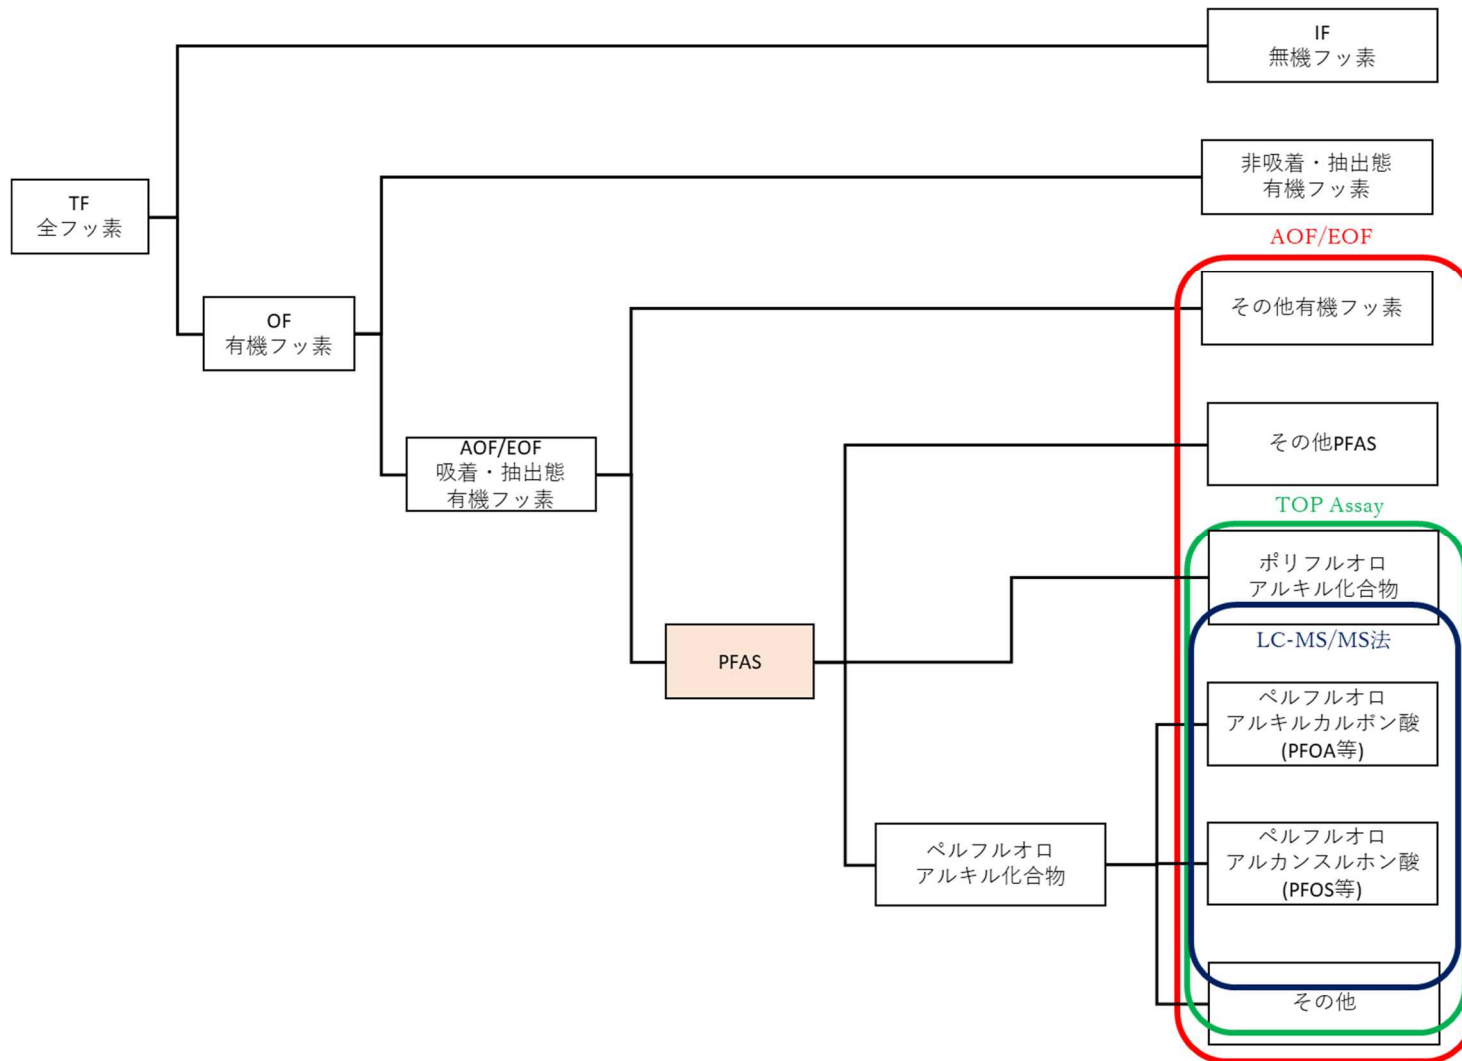 IF
無機フッ素
非吸着・抽出態
有機フッ素
TF
全フッ素
AOF/EOF
その他有機フッ素
OF
有機フッ素
その他PFAS
AOF/EOF
吸着・抽出態
有機フッ素
TOP Assay
ポリフルオロ
アルキル化合物
LC-MS/MS法
PFAS
ペルフルオロ
アルキルカルボン酸
(PFOA等)
ペルフルオロ
アルキル化合物
ペルフルオロ
アルカンスルホン酸
(PFOS等)
その他